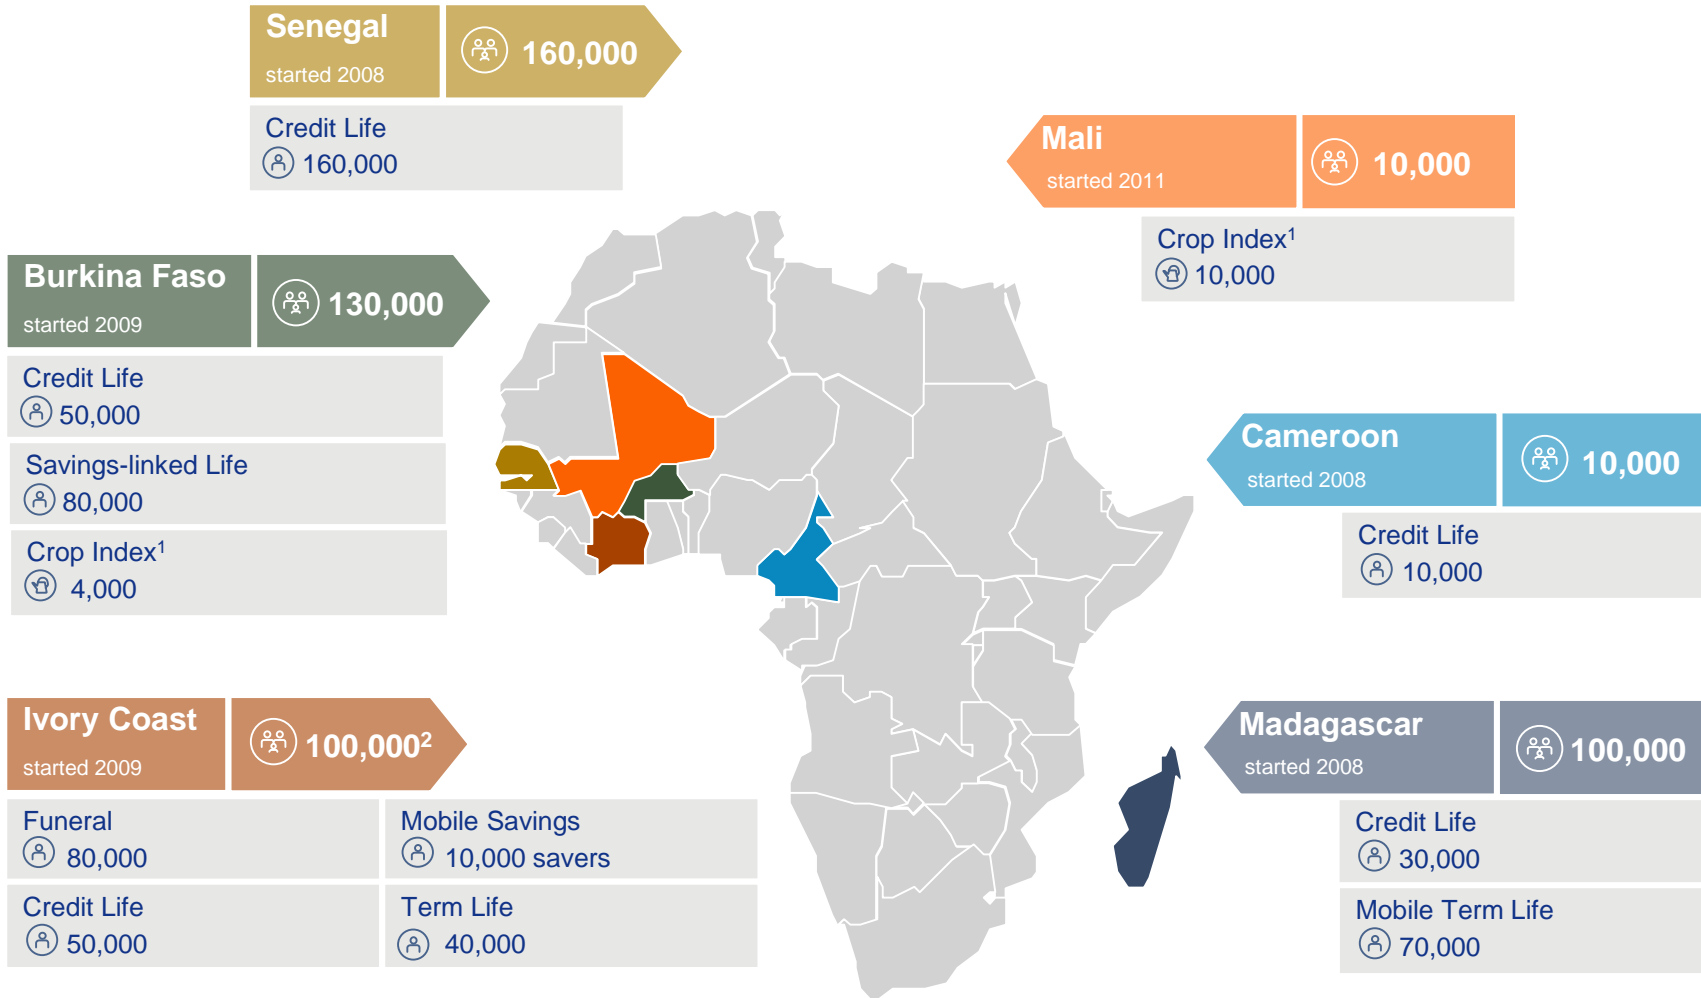 Senegal
started 2008
160,000
Credit Life
160,000
Mali
started 2011
10,000
Crop Index¹
10,000
Burkina Faso
started 2009
130,000
Credit Life
50,000
Savings-linked Life
80,000
Crop Index¹
4,000
Cameroon
started 2008
10,000
Credit Life
10,000
Ivory Coast
started 2009
100,000²
Funeral
80,000
Mobile Savings
10,000 savers
Credit Life
50,000
Term Life
40,000
Madagascar
started 2008
100,000
Credit Life
30,000
Mobile Term Life
70,000